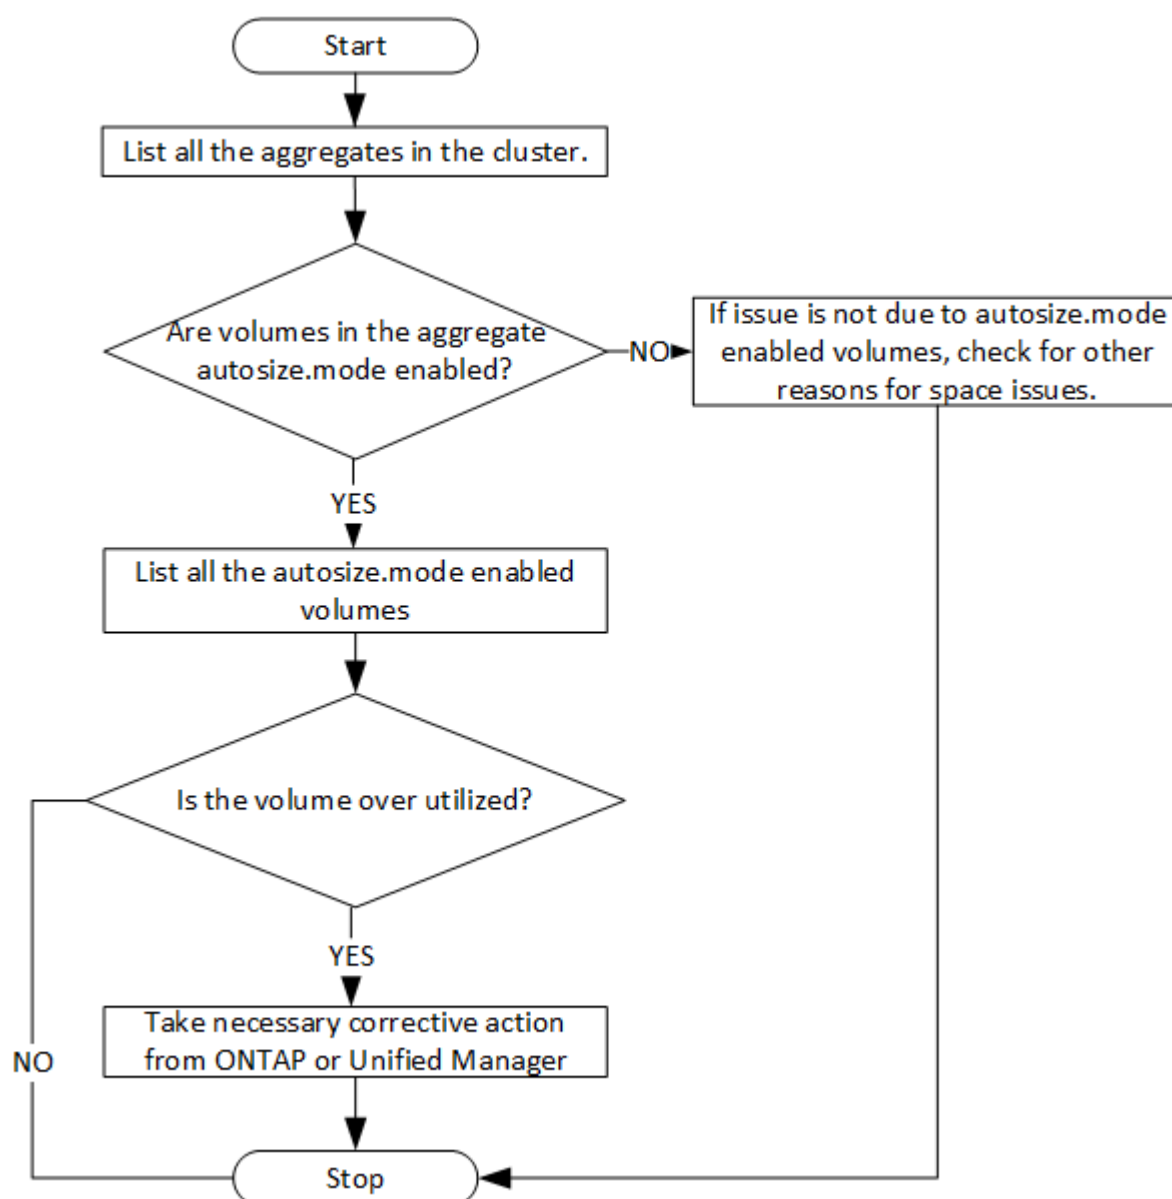 Start
List all the aggregates in the cluster.
Are volumes in the aggregate
autosize.mode enabled?
NO
If issue is not due to autosize.mode
enabled volumes, check for other
reasons for space issues.
YES
List all the autosize.mode enabled
volumes
Is the volume over utilized?
YES
Take necessary corrective action
from ONTAP or Unified Manager
NO
Stop